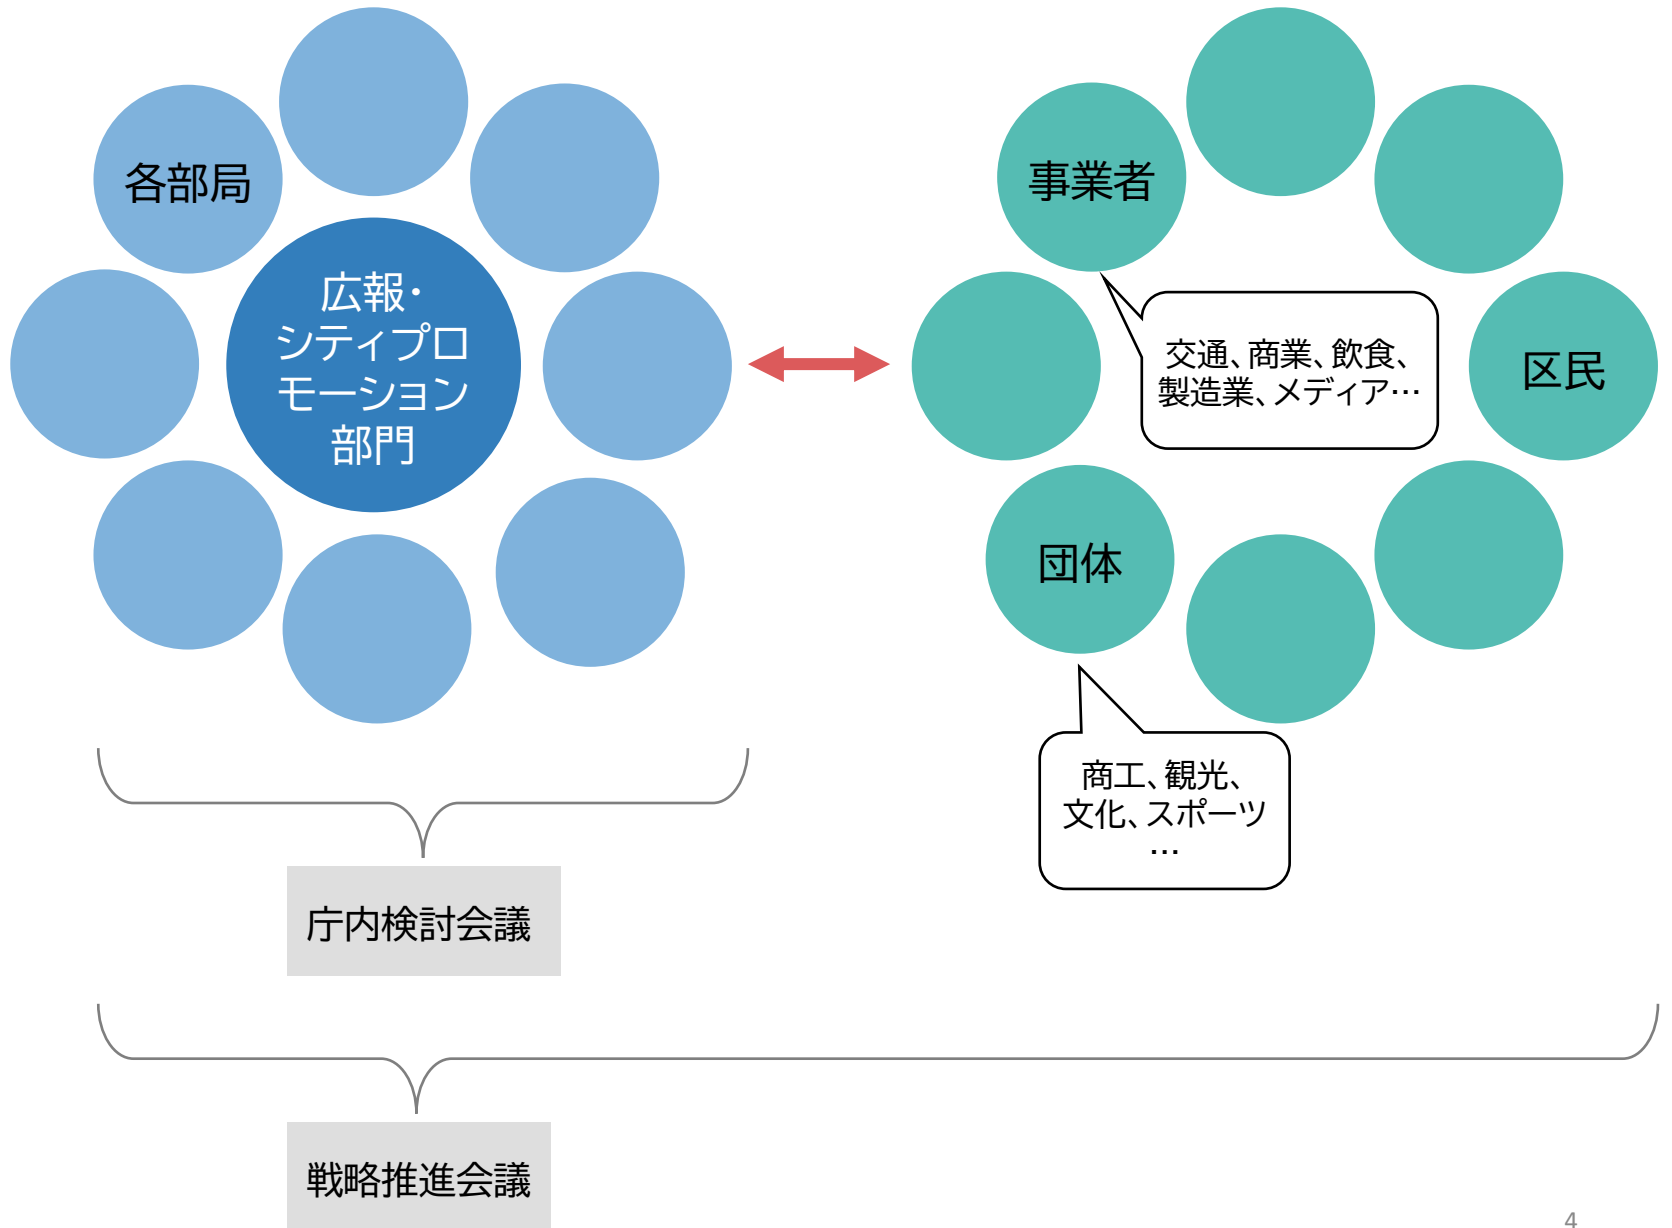 各部局
広報・
シティプロ
モーション
部門
事業者
交通、商業、飲食、
製造業、メディア…
区民
団体
商工、観光、
文化、スポーツ
…
庁内検討会議
戦略推進会議
4